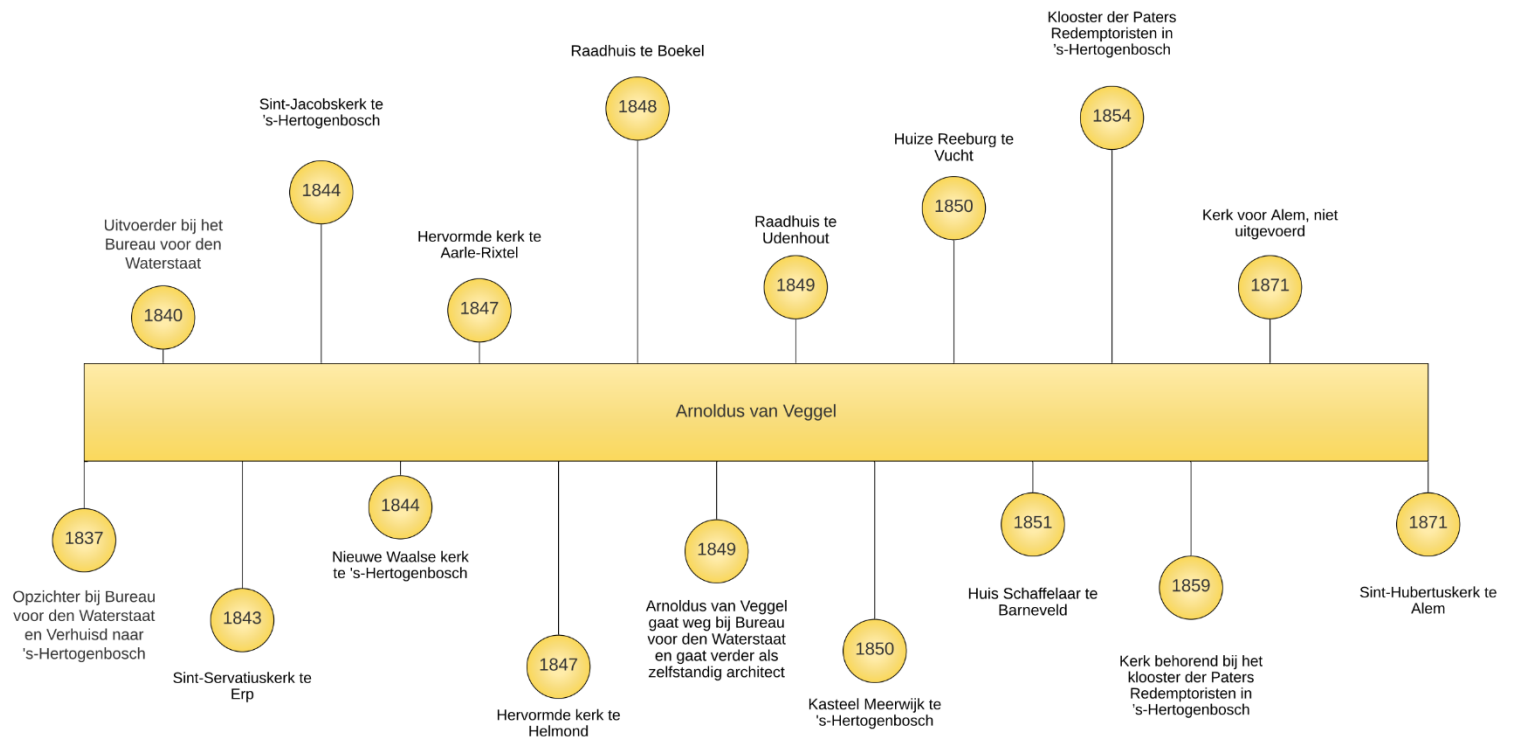 Klooster der Paters
Redemptoristen in
's-Hertogenbosch
1854
Raadhuis te Boekel
1848
Sint-Jacobskerk te
's-Hertogenbosch
1844
Huize Reeburg te
Vucht
1850
Uitvoerder bij het
Bureau voor den
Waterstaat
1840
Hervormde kerk te
Aarle-Rixtel
1847
Raadhuis te
Udenhout
1849
Kerk voor Alem, niet
uitgevoerd
1871
Arnoldus van Veggel
1837
Opzichter bij Bureau
voor den Waterstaat
en Verhuisd naar
's-Hertogenbosch
1843
Sint-Servatiuskerk te
Erp
1844
Nieuwe Waalse kerk
te 's-Hertogenbosch
1847
Hervormde kerk te
Helmond
1849
Arnoldus van Veggel
gaat weg bij Bureau
voor den Waterstaat
en gaat verder als
zelfstandig architect
1850
Kasteel Meerwijk te
's-Hertogenbosch
1851
Huis Schaffelaar te
Barneveld
1859
Kerk behorend bij het
klooster der Paters
Redemptoristen in
's-Hertogenbosch
1871
Sint-Hubertuskerk te
Alem